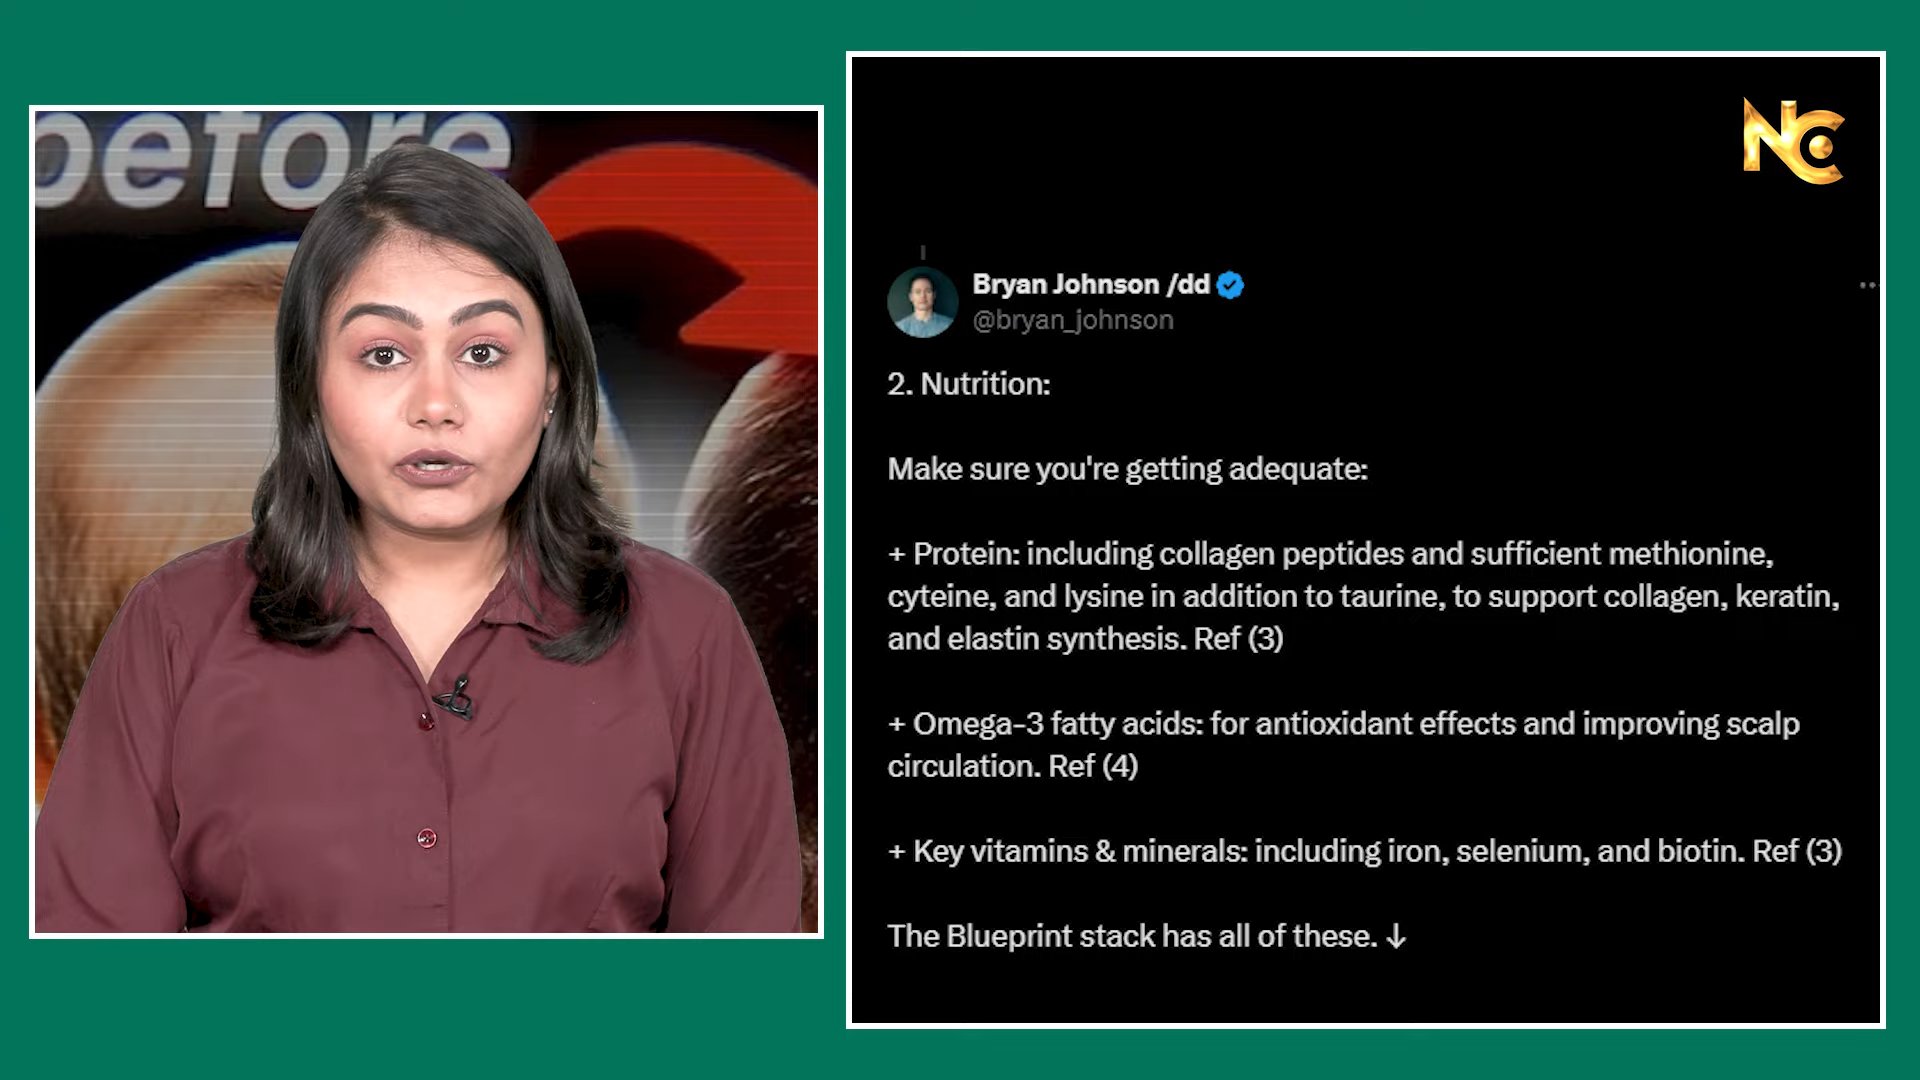 before
NC
Bryan Johnson /dd
@bryan_johnson
2. Nutrition:
Make sure you're getting adequate:
+ Protein: including collagen peptides and sufficient methionine,
cyteine, and lysine in addition to taurine, to support collagen, keratin,
and elastin synthesis. Ref (3)
+ Omega-3 fatty acids: for antioxidant effects and improving scalp
circulation. Ref (4)
+ Key vitamins & minerals: including iron, selenium, and biotin. Ref (3)
The Blueprint stack has all of these. ↓